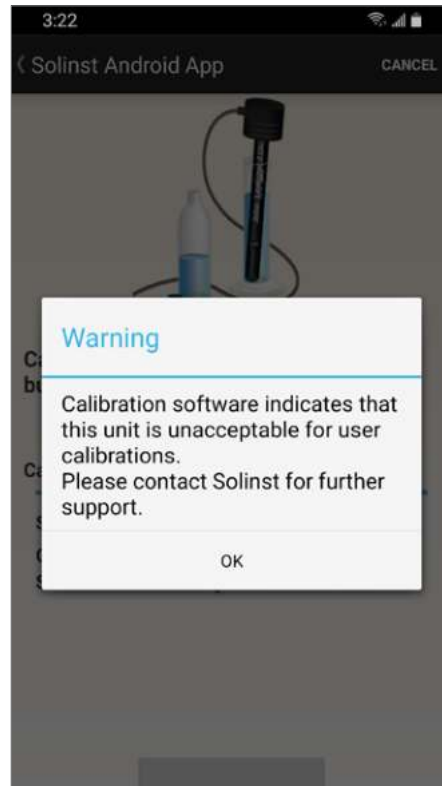 3:22
Solinst Android App
CANCEL
Warning
Calibration software indicates that
this unit is unacceptable for user
calibrations.
Please contact Solinst for further
support.
OK